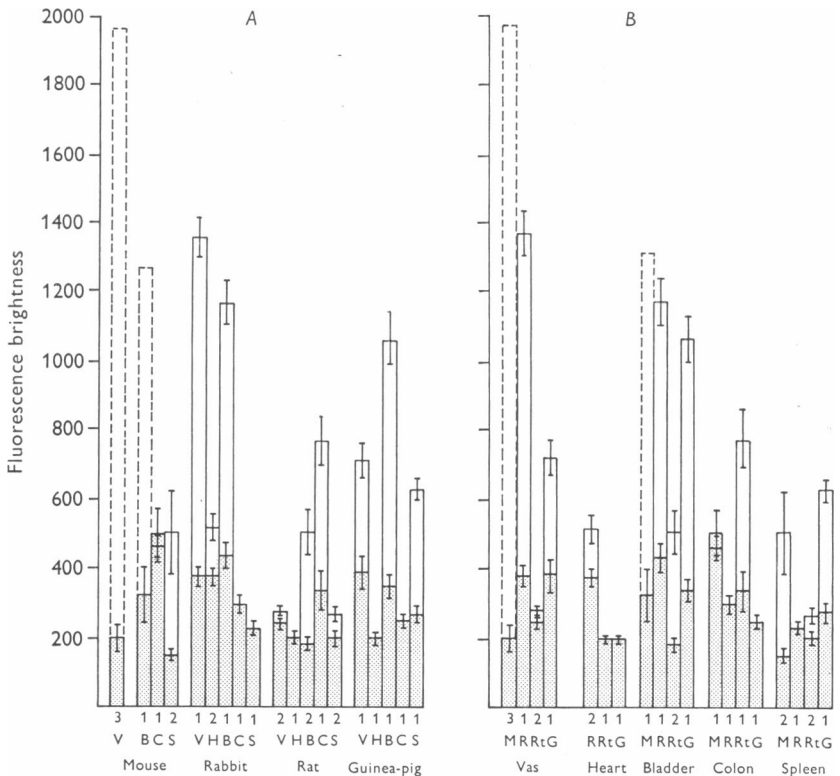 A
B
Fluorescence brightness
2000
1800
1600
1400
1200
1000
800
600
400
200
3 1 1 2 1 2 1 1 1 2 1 2 1 2 1 1 1 1 1
V B C S V H B C S V H B C S V H B C S
Mouse Rabbit Rat Guinea-pig
3 1 2 1 2 1 1 1 1 2 1 1 1 1 1 2 1 2 1
M R Rt G R Rt G M R Rt G M R Rt G M R Rt G
Vas Heart Bladder Colon Spleen